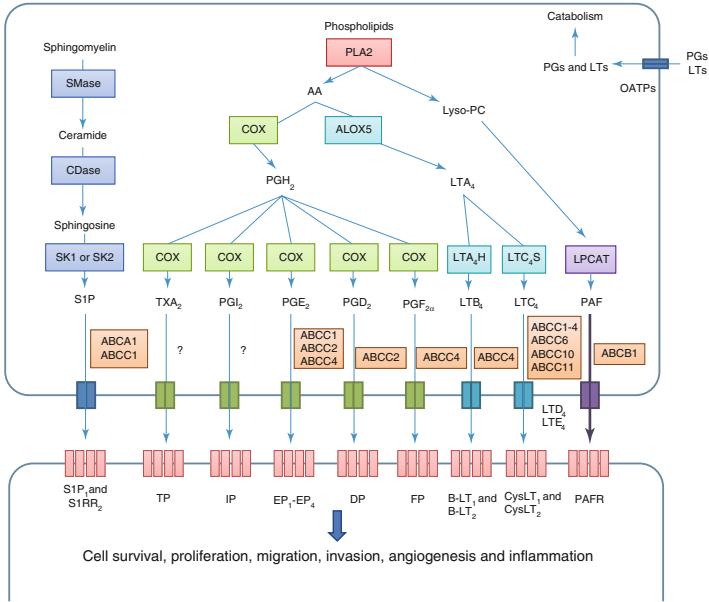 Phospholipids
Catabolism
Sphingomyelin
PLA2
PGs
LTs
PGs and LTs
OATPs
SMase
AA
Lyso-PC
Ceramide
COX
ALOX5
CDase
PGH2
LTA4
Sphingosine
SK1 or SK2
COX
COX
COX
COX
COX
LTA4H
LTC4S
LPCAT
S1P
TXA2
PGI2
PGE2
PGD2
PGF2α
LTB4
LTC4
PAF
ABCA1
ABCC1
?
?
ABCC1
ABCC2
ABCC4
ABCC2
ABCC4
ABCC4
ABCC1-4
ABCC6
ABCC10
ABCC11
ABCB1
LTD4
LTE4
S1P1 and
S1RR2
TP
IP
EP1-EP4
DP
FP
B-LT1 and
B-LT2
CysLT1 and
CysLT2
PAFR
Cell survival, proliferation, migration, invasion, angiogenesis and inflammation